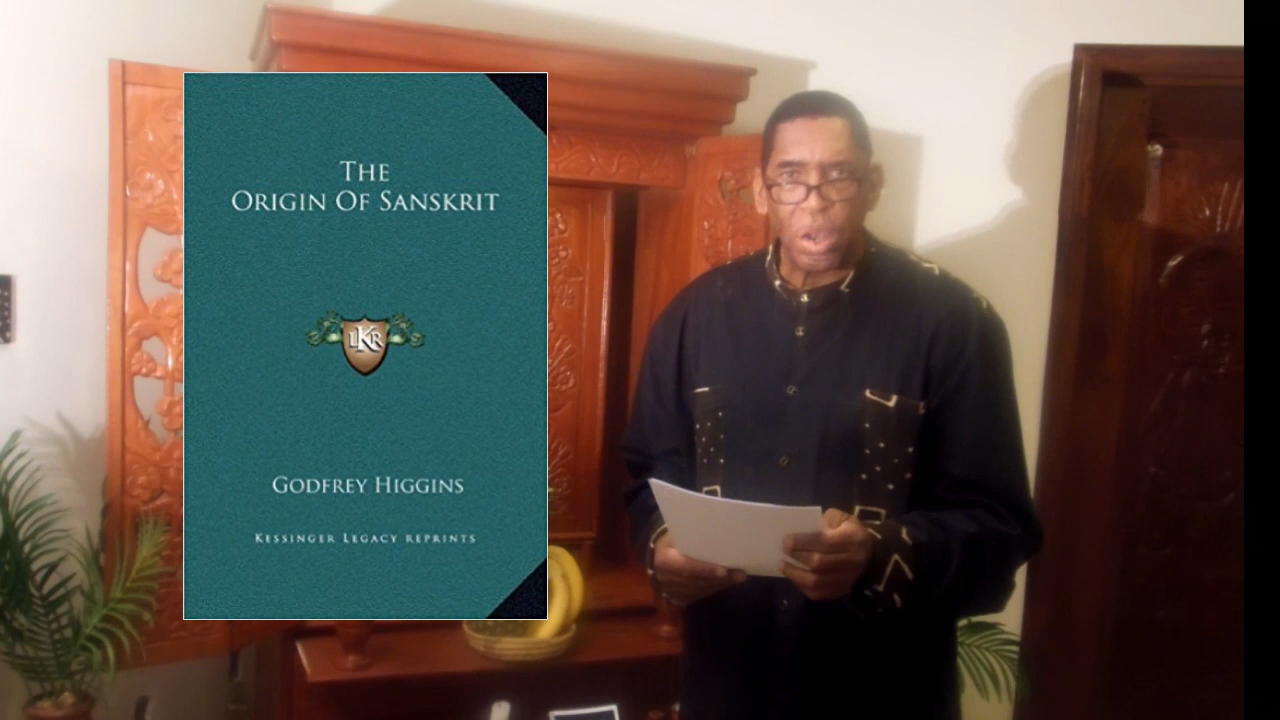 THE
ORIGIN OF SANSKRIT
LKR
GODFREY HIGGINS
KESSINGER LEGACY REPRINTS